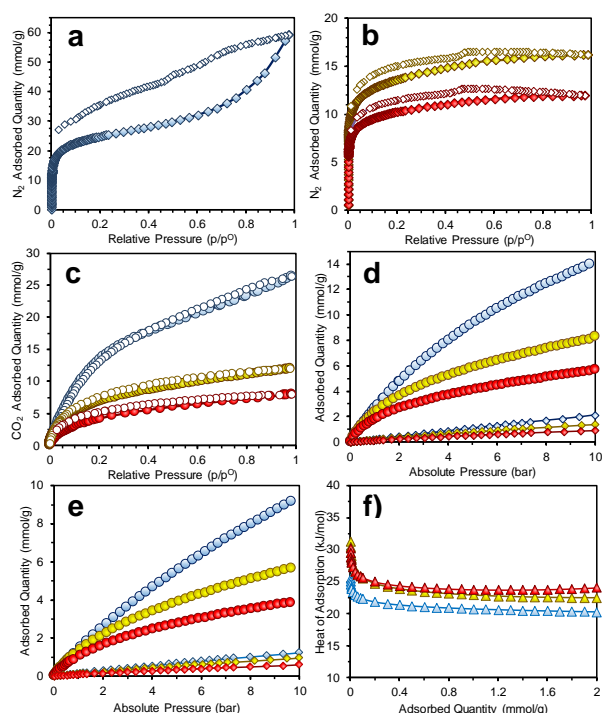 a
60
50
40
30
20
10
0
N2 Adsorbed Quantity (mmol/g)
0 0.2 0.4 0.6 0.8 1
Relative Pressure (p/pO)
b
20
15
10
5
0
N2 Adsorbed Quantity (mmol/g)
0 0.2 0.4 0.6 0.8 1
Relative Pressure (p/pO)
c
30
25
20
15
10
5
0
CO2 Adsorbed Quantity (mmol/g)
0 0.2 0.4 0.6 0.8 1
Relative Pressure (p/pO)
d
14
12
10
8
6
4
2
0
Adsorbed Quantity (mmol/g)
0 2 4 6 8 10
Absolute Pressure (bar)
e
10
8
6
4
2
0
Adsorbed Quantity (mmol/g)
0 2 4 6 8 10
Absolute Pressure (bar)
f)
40
35
30
25
20
15
10
Heat of Adsorption (kJ/mol)
0 0.4 0.8 1.2 1.6 2
Adsorbed Quantity (mmol/g)